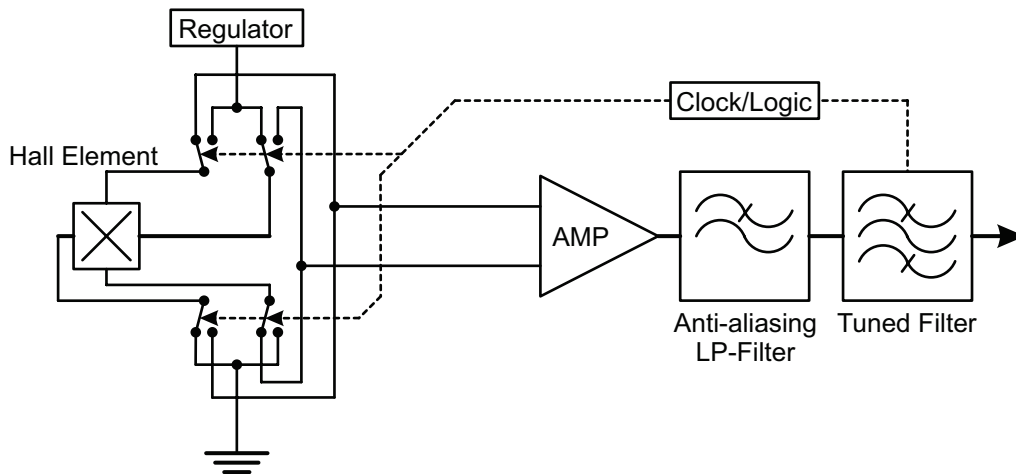 Regulator
Clock/Logic
Hall Element
AMP
Anti-aliasing
LP-Filter
Tuned Filter